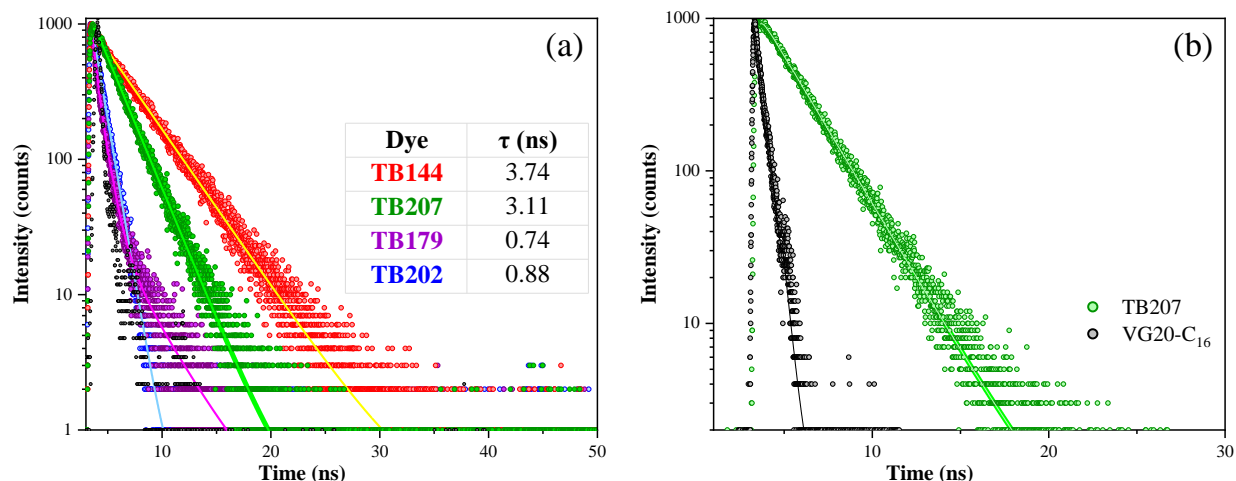 (a)
Intensity (counts)
1000
100
10
1
Dye τ (ns)
TB144 3.74
TB207 3.11
TB179 0.74
TB202 0.88
10 20 30 40 50
Time (ns)
(b)
Intensity (counts)
1000
100
10
TB207
VG20-C₁₆
10 20 30
Time (ns)